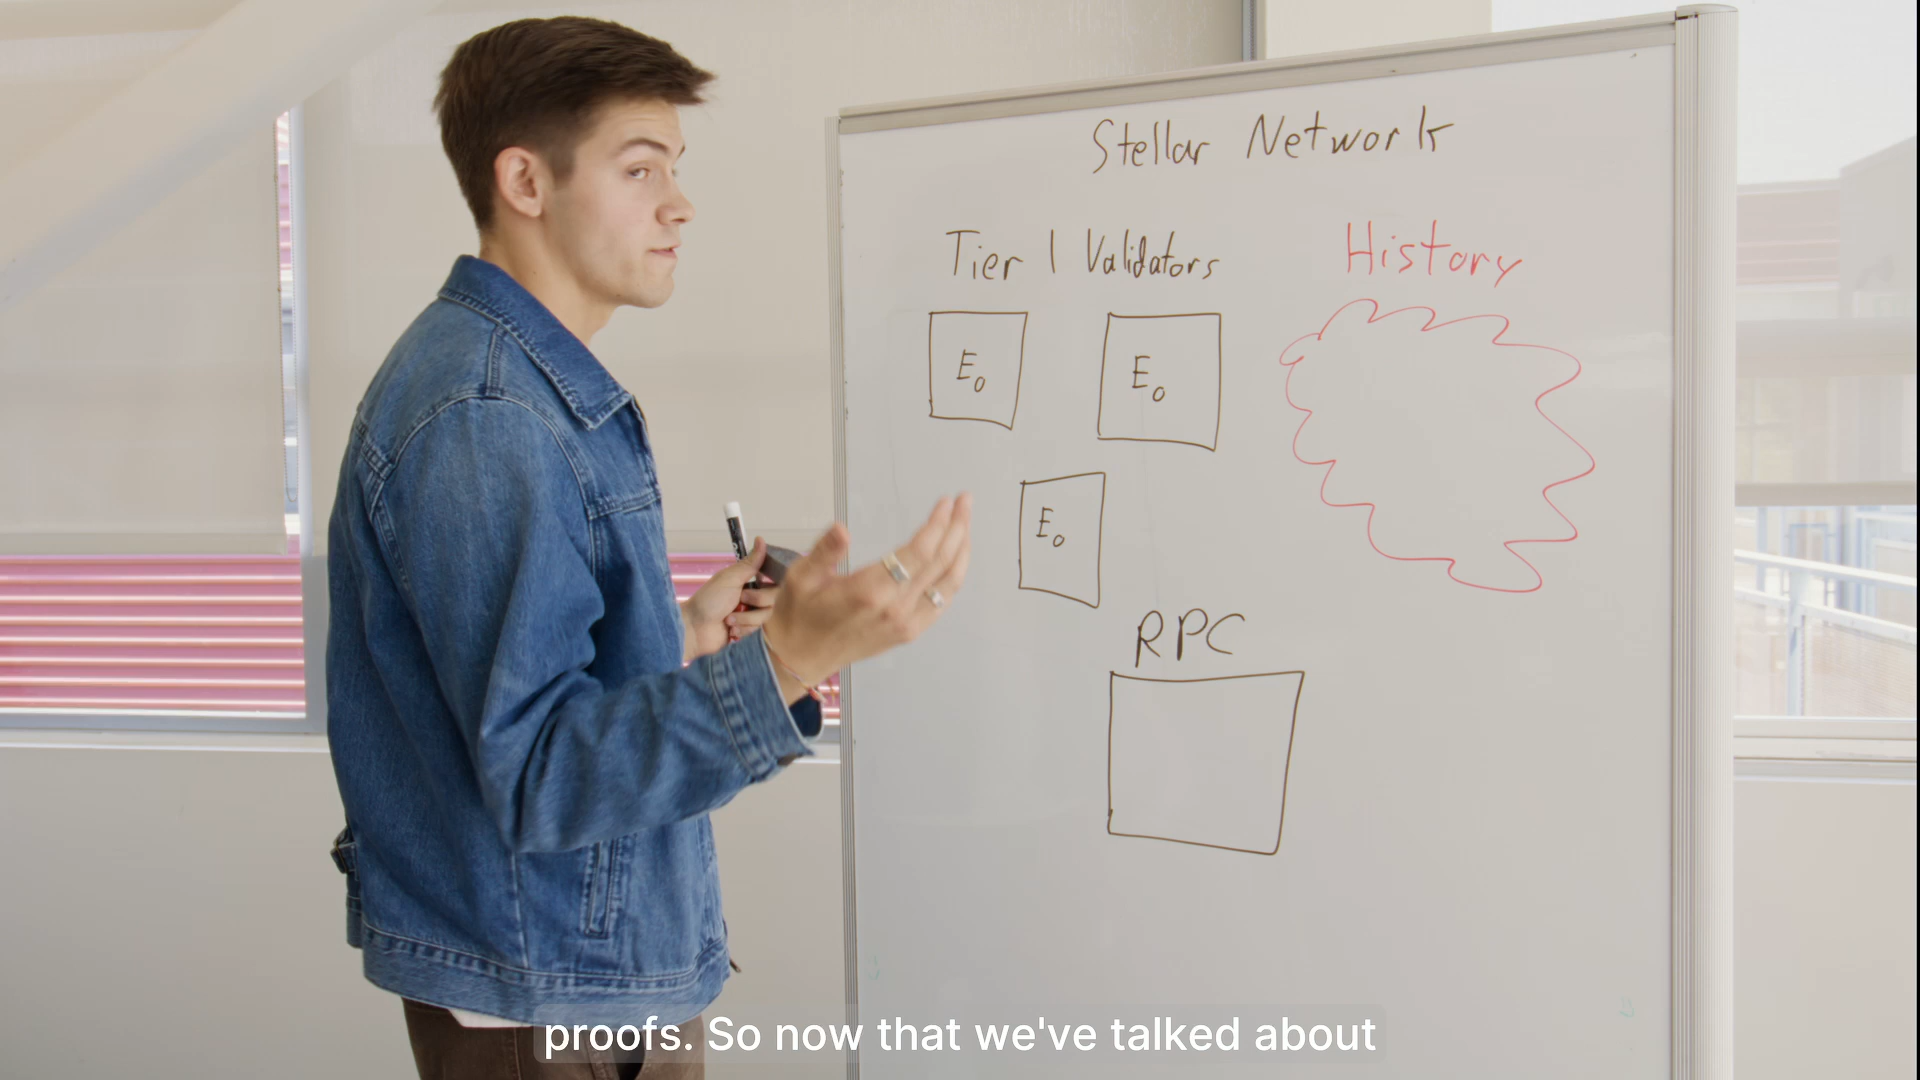 Stellar Network
Tier 1 Validators
History
E₀
E₀
E₀
RPC
proofs. So now that we've talked about